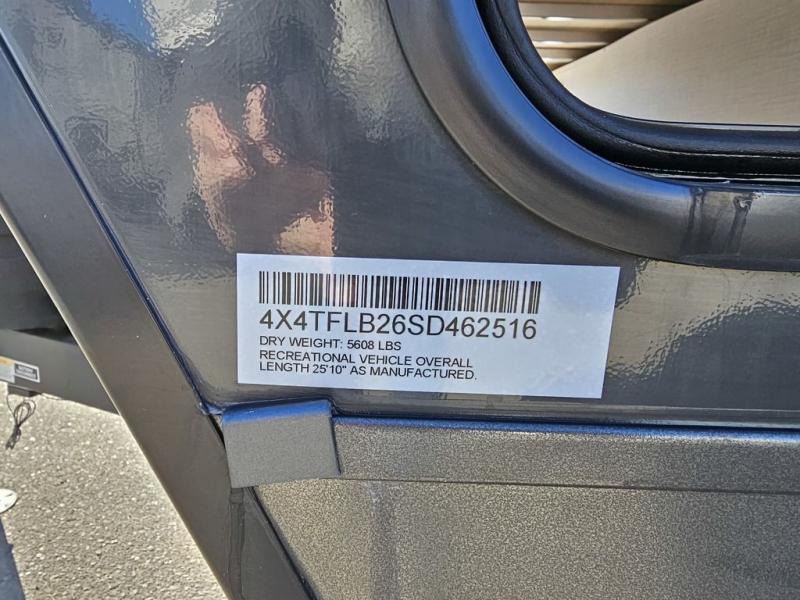 4X4TFLB26SD462516
DRY WEIGHT: 5608 LBS
RECREATIONAL VEHICLE OVERALL
LENGTH 25'10" AS MANUFACTURED.